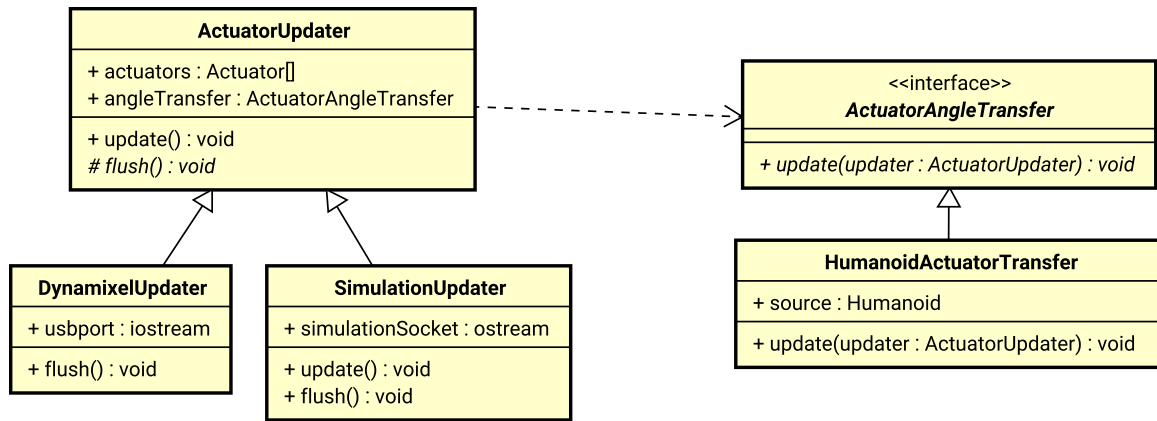 ActuatorUpdater
+ actuators : Actuator[]
+ angleTransfer : ActuatorAngleTransfer
+ update() : void
# flush() : void
<<interface>>
ActuatorAngleTransfer
+ update(updater : ActuatorUpdater) : void
DynamixelUpdater
+ usbport : iostream
+ flush() : void
SimulationUpdater
+ simulationSocket : ostream
+ update() : void
+ flush() : void
HumanoidActuatorTransfer
+ source : Humanoid
+ update(updater : ActuatorUpdater) : void